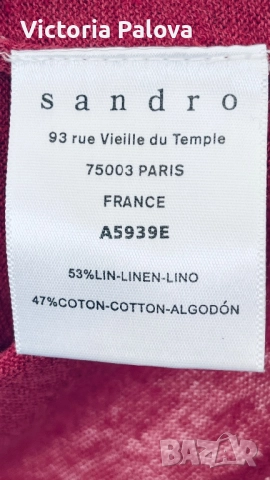 Victoria Palova
sandro
93 rue Vieille du Temple
75003 PARIS
FRANCE
A5939E
53%LIN-LINEN-LINO
47%COTON-COTTON-ALGODÓN
BAZAR